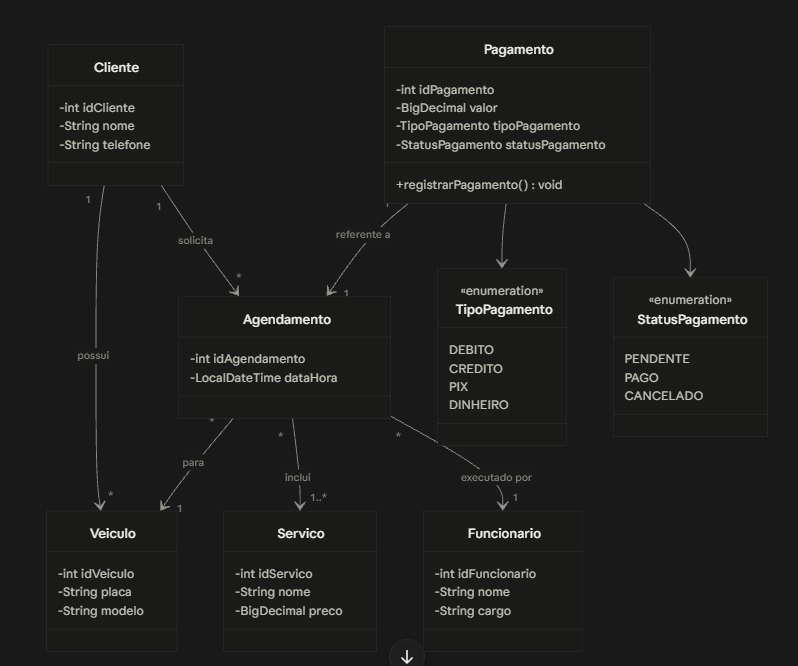 Cliente
-int idCliente
-String nome
-String telefone
Pagamento
-int idPagamento
-BigDecimal valor
-TipoPagamento tipoPagamento
-StatusPagamento statusPagamento
+registrarPagamento() : void
1
1
1
solicita
referente a
*
1
«enumeration»
TipoPagamento
DEBITO
CREDITO
PIX
DINHEIRO
«enumeration»
StatusPagamento
PENDENTE
PAGO
CANCELADO
Agendamento
-int idAgendamento
-LocalDateTime dataHora
possui
*
*
*
para
inclui
executado por
*
1
1..*
1
Veiculo
-int idVeiculo
-String placa
-String modelo
Servico
-int idServico
-String nome
-BigDecimal preco
Funcionario
-int idFuncionario
-String nome
-String cargo